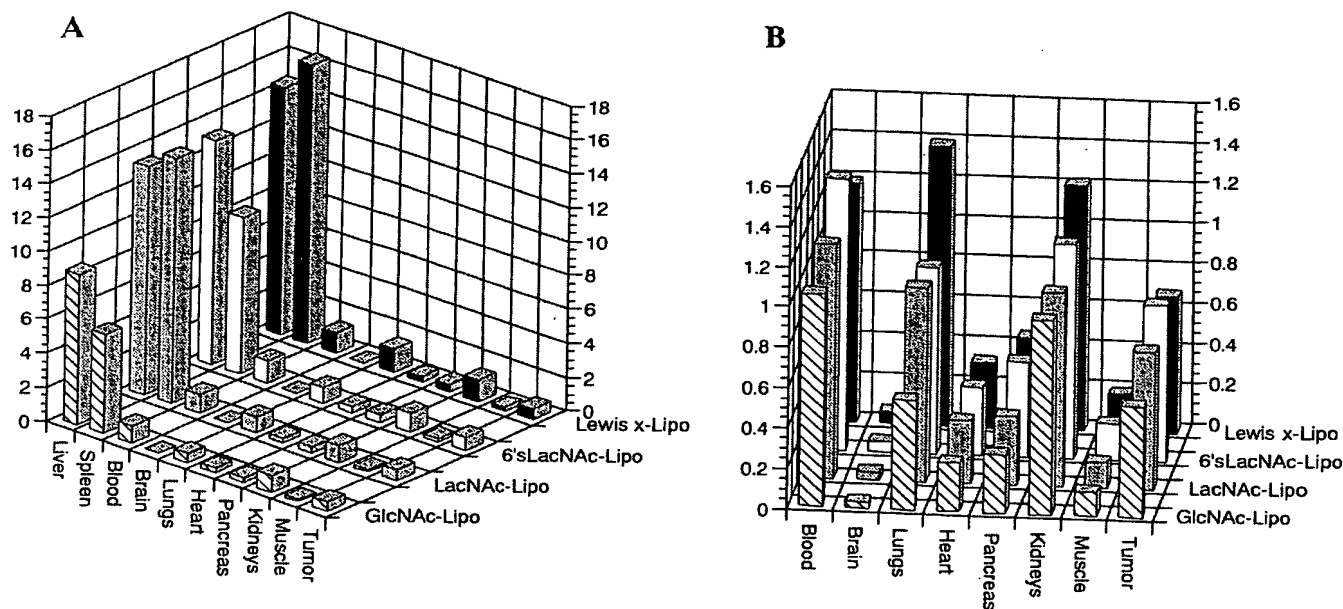 A
18
16
14
12
10
8
6
4
2
0
18
16
14
12
10
8
6
4
2
0
Liver
Spleen
Blood
Brain
Lungs
Heart
Pancreas
Kidneys
Muscle
Tumor
Lewis x-Lipo
6'sLacNAc-Lipo
LacNAc-Lipo
GlcNAc-Lipo
B
1.6
1.4
1.2
1
0.8
0.6
0.4
0.2
0
1.6
1.4
1.2
1
0.8
0.6
0.4
0.2
0
Blood
Brain
Lungs
Heart
Pancreas
Kidneys
Muscle
Tumor
Lewis x-Lipo
6'sLacNAc-Lipo
LacNAc-Lipo
GlcNAc-Lipo